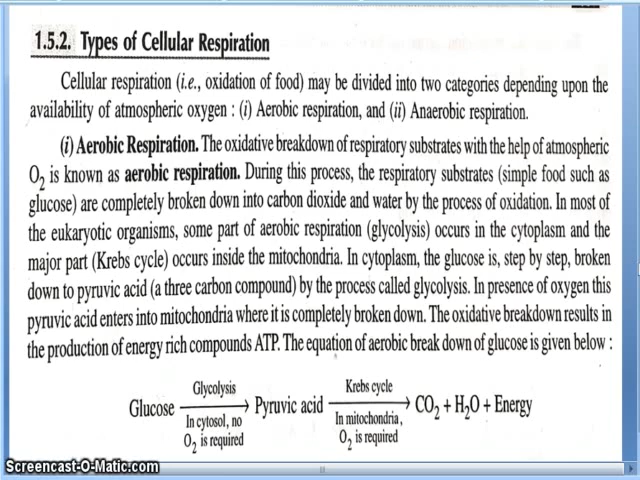 1.5.2. Types of Cellular Respiration
Cellular respiration (i.e., oxidation of food) may be divided into two categories depending upon the
availability of atmospheric oxygen : (i) Aerobic respiration, and (ii) Anaerobic respiration.
(i) Aerobic Respiration. The oxidative breakdown of respiratory substrates with the help of atmospheric
O₂ is known as aerobic respiration. During this process, the respiratory substrates (simple food such as
glucose) are completely broken down into carbon dioxide and water by the process of oxidation. In most of
the eukaryotic organisms, some part of aerobic respiration (glycolysis) occurs in the cytoplasm and the
major part (Krebs cycle) occurs inside the mitochondria. In cytoplasm, the glucose is, step by step, broken
down to pyruvic acid (a three carbon compound) by the process called glycolysis. In presence of oxygen this
pyruvic acid enters into mitochondria where it is completely broken down. The oxidative breakdown results in
the production of energy rich compounds ATP. The equation of aerobic break down of glucose is given below :
Glycolysis Krebs cycle
Glucose → Pyruvic acid → CO₂ + H₂O + Energy
In cytosol, no In mitochondria,
O₂ is required O₂ is required
Screencast-O-Matic.com